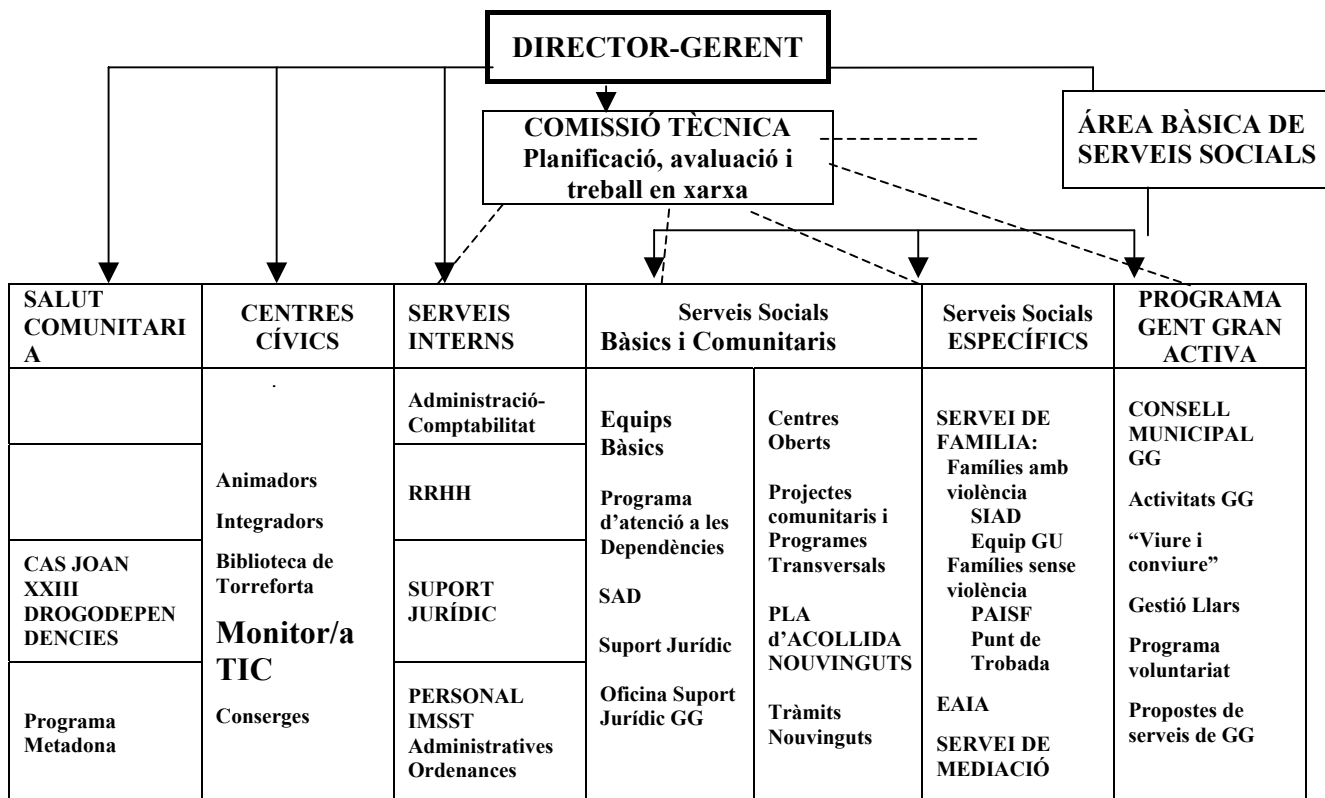 DIRECTOR-GERENT
COMISSIÓ TÈCNICA
Planificació, avaluació i
treball en xarxa
ÁREA BÀSICA DE
SERVEIS SOCIALS
SALUT
COMUNITARI
A
CENTRES
CÍVICS
SERVEIS
INTERNS
Serveis Socials
Bàsics i Comunitaris
Serveis Socials
ESPECÍFICS
PROGRAMA
GENT GRAN
ACTIVA
CAS JOAN
XXIII
DROGODEPEN
DENCIES
Programa
Metadona
.
Animadors
Integradors
Biblioteca de
Torreforta
Monitor/a
TIC
Conserges
Administració-
Comptabilitat
RRHH
SUPORT
JURÍDIC
PERSONAL
IMSST
Administratives
Ordenances
Equips
Bàsics
Programa
d’atenció a les
Dependències
SAD
Suport Jurídic
Oficina Suport
Jurídic GG
Centres
Oberts
Projectes
comunitaris i
Programes
Transversals
PLA
d’ACOLLIDA
NOUVINGUTS
Tràmits
Nouvinguts
SERVEI DE
FAMILIA:
Famílies amb
violència
SIAD
Equip GU
Famílies sense
violència
PAISF
Punt de
Trobada
EAIA
SERVEI DE
MEDIACIÓ
CONSELL
MUNICIPAL
GG
Activitats GG
“Viure i
conviure”
Gestió Llars
Programa
voluntariat
Propostes de
serveis de GG